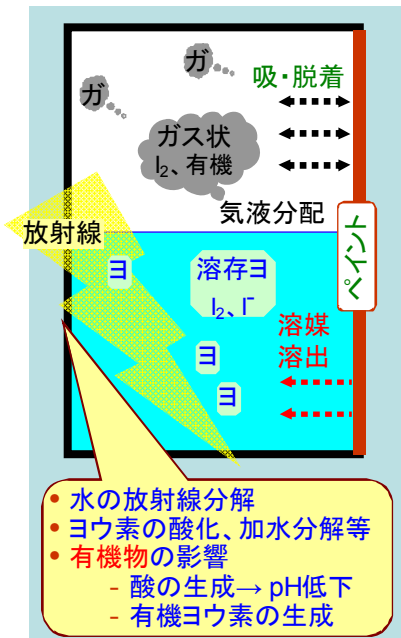 ガ
ガ
吸・脱着
ガス状
I₂、有機
気液分配
放射線
ペイント
ヨ
溶存ヨ
I₂、I⁻
溶媒
溶出
ヨ
ヨ
• 水の放射線分解
• ヨウ素の酸化、加水分解等
• 有機物の影響
- 酸の生成→ pH低下
- 有機ヨウ素の生成